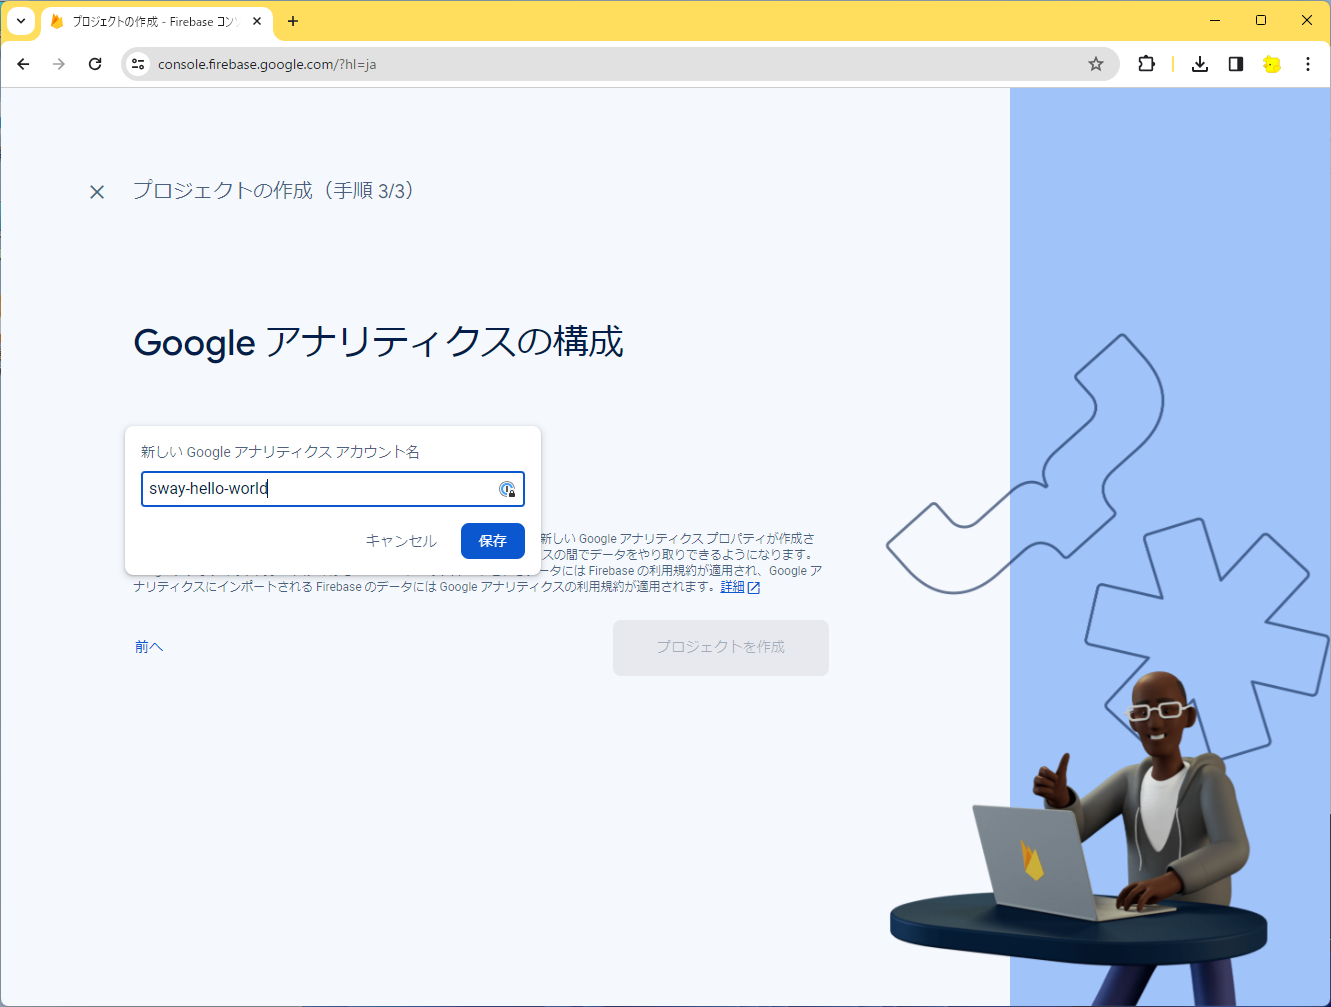 プロジェクトの作成 - Firebase コン
console.firebase.google.com/?hl=ja
プロジェクトの作成（手順 3/3）
Google アナリティクスの構成
新しい Google アナリティクス アカウント名
sway-hello-world
キャンセル
保存
新しい Google アナリティクス プロパティが作成さ
スの間でデータをやり取りできるようになります。
データには Firebase の利用規約が適用され、Google ア
ナリティクスにインポートされる Firebase のデータには Google アナリティクスの利用規約が適用されます。詳細
前へ
プロジェクトを作成